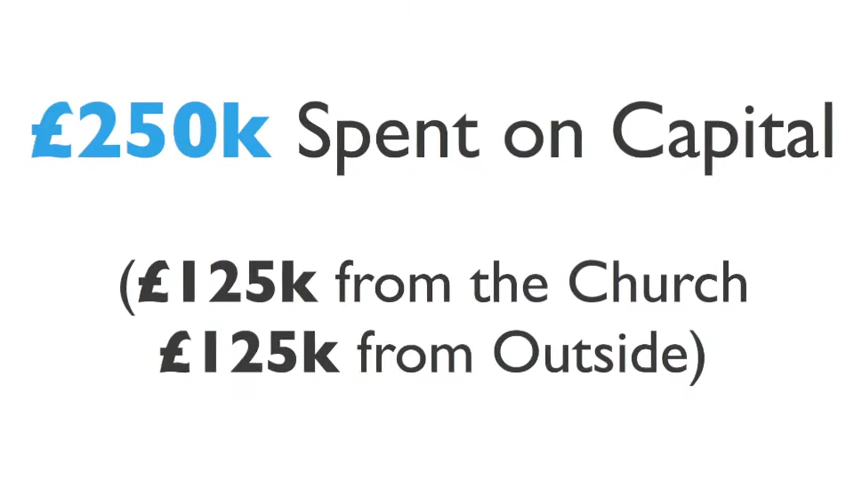 £250k Spent on Capital
(£125k from the Church
£125k from Outside)